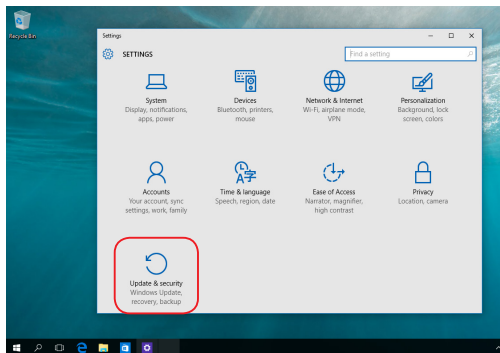 Recycle Bin
Settings
SETTINGS
Find a setting
System
Display, notifications,
apps, power
Devices
Bluetooth, printers,
mouse
Network & Internet
Wi-Fi, airplane mode,
VPN
Personalization
Background, lock
screen, colors
Accounts
Your account, sync
settings, work, family
Time & language
Speech, region, date
Ease of Access
Narrator, magnifier,
high contrast
Privacy
Location, camera
Update & security
Windows Update,
recovery, backup